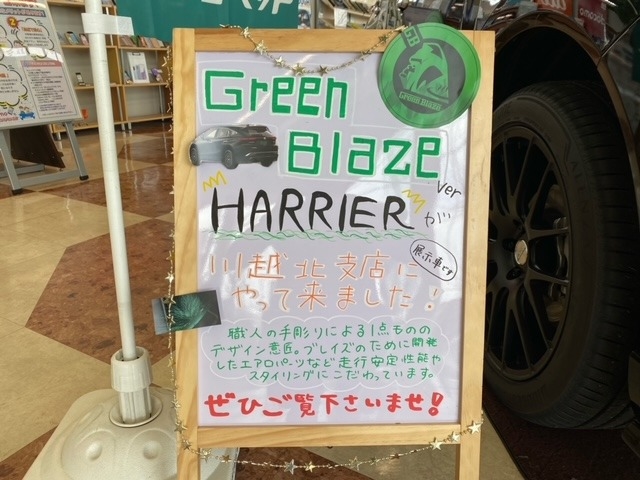 Green
Blaze
ver
HARRIER が
展示車です
川越北支店に
やって来ました!
職人の手彫りによる1点ものの
デザイン意匠。ブレイズのために開発
したエアロパーツなど走行安定性能や
スタイリングにこだわっています。
ぜひご覧下さいませ!
GB